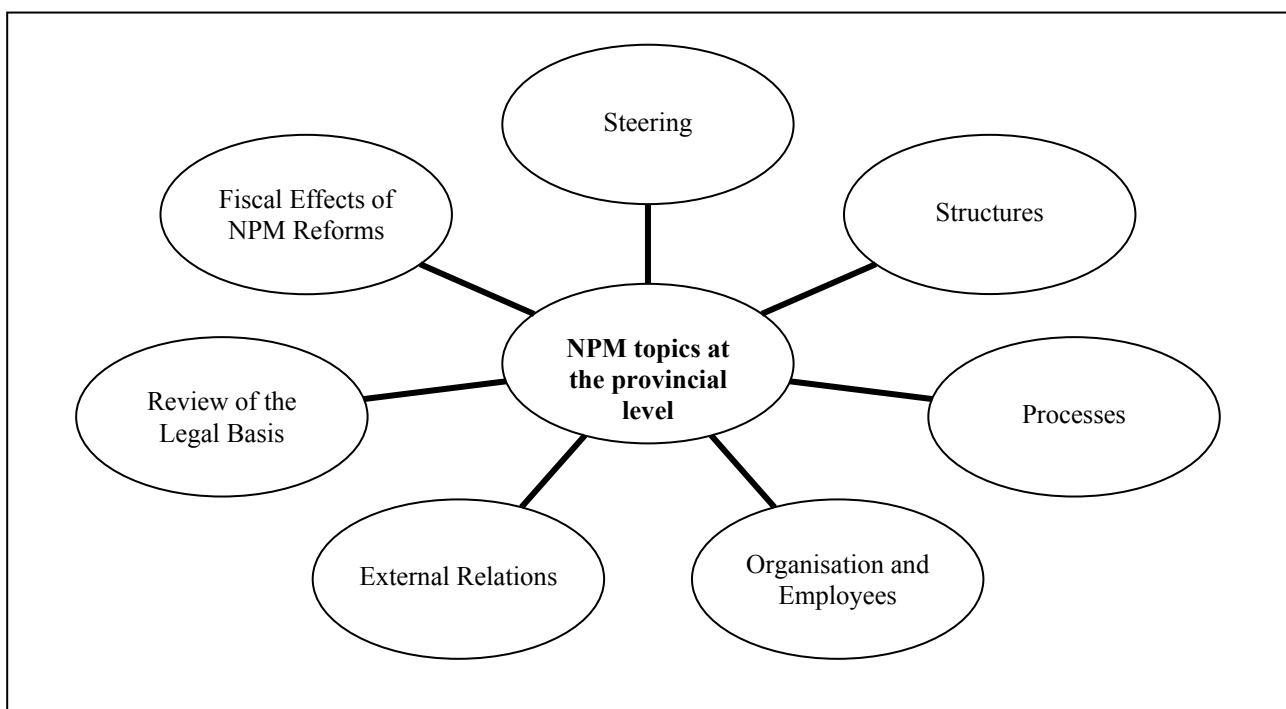 Steering
Fiscal Effects of
NPM Reforms
Structures
NPM topics at
the provincial
level
Review of the
Legal Basis
Processes
External Relations
Organisation and
Employees